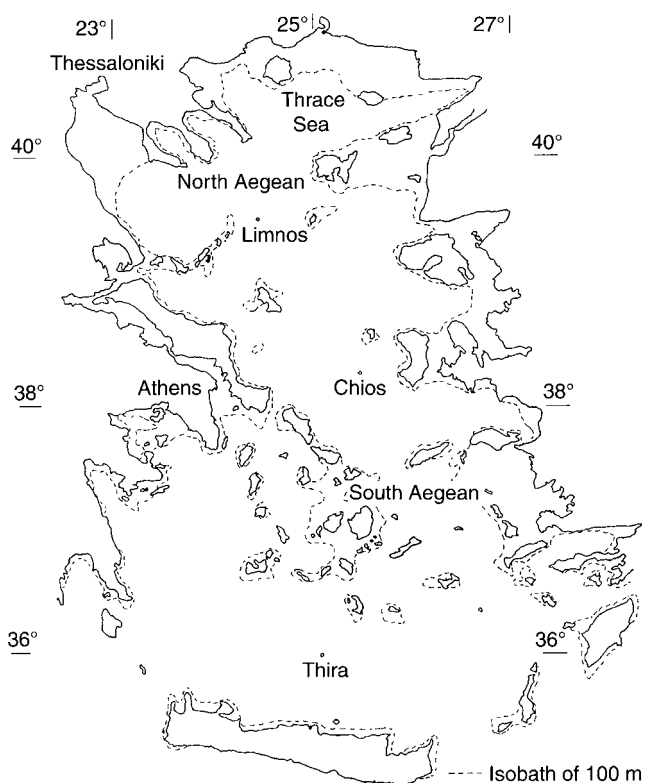 23° 25° 27°
Thessaloniki
Thrace
Sea
40° 40°
North Aegean
Limnos
38° Athens Chios 38°
South Aegean
36° 36°
Thira
Isobath of 100 m